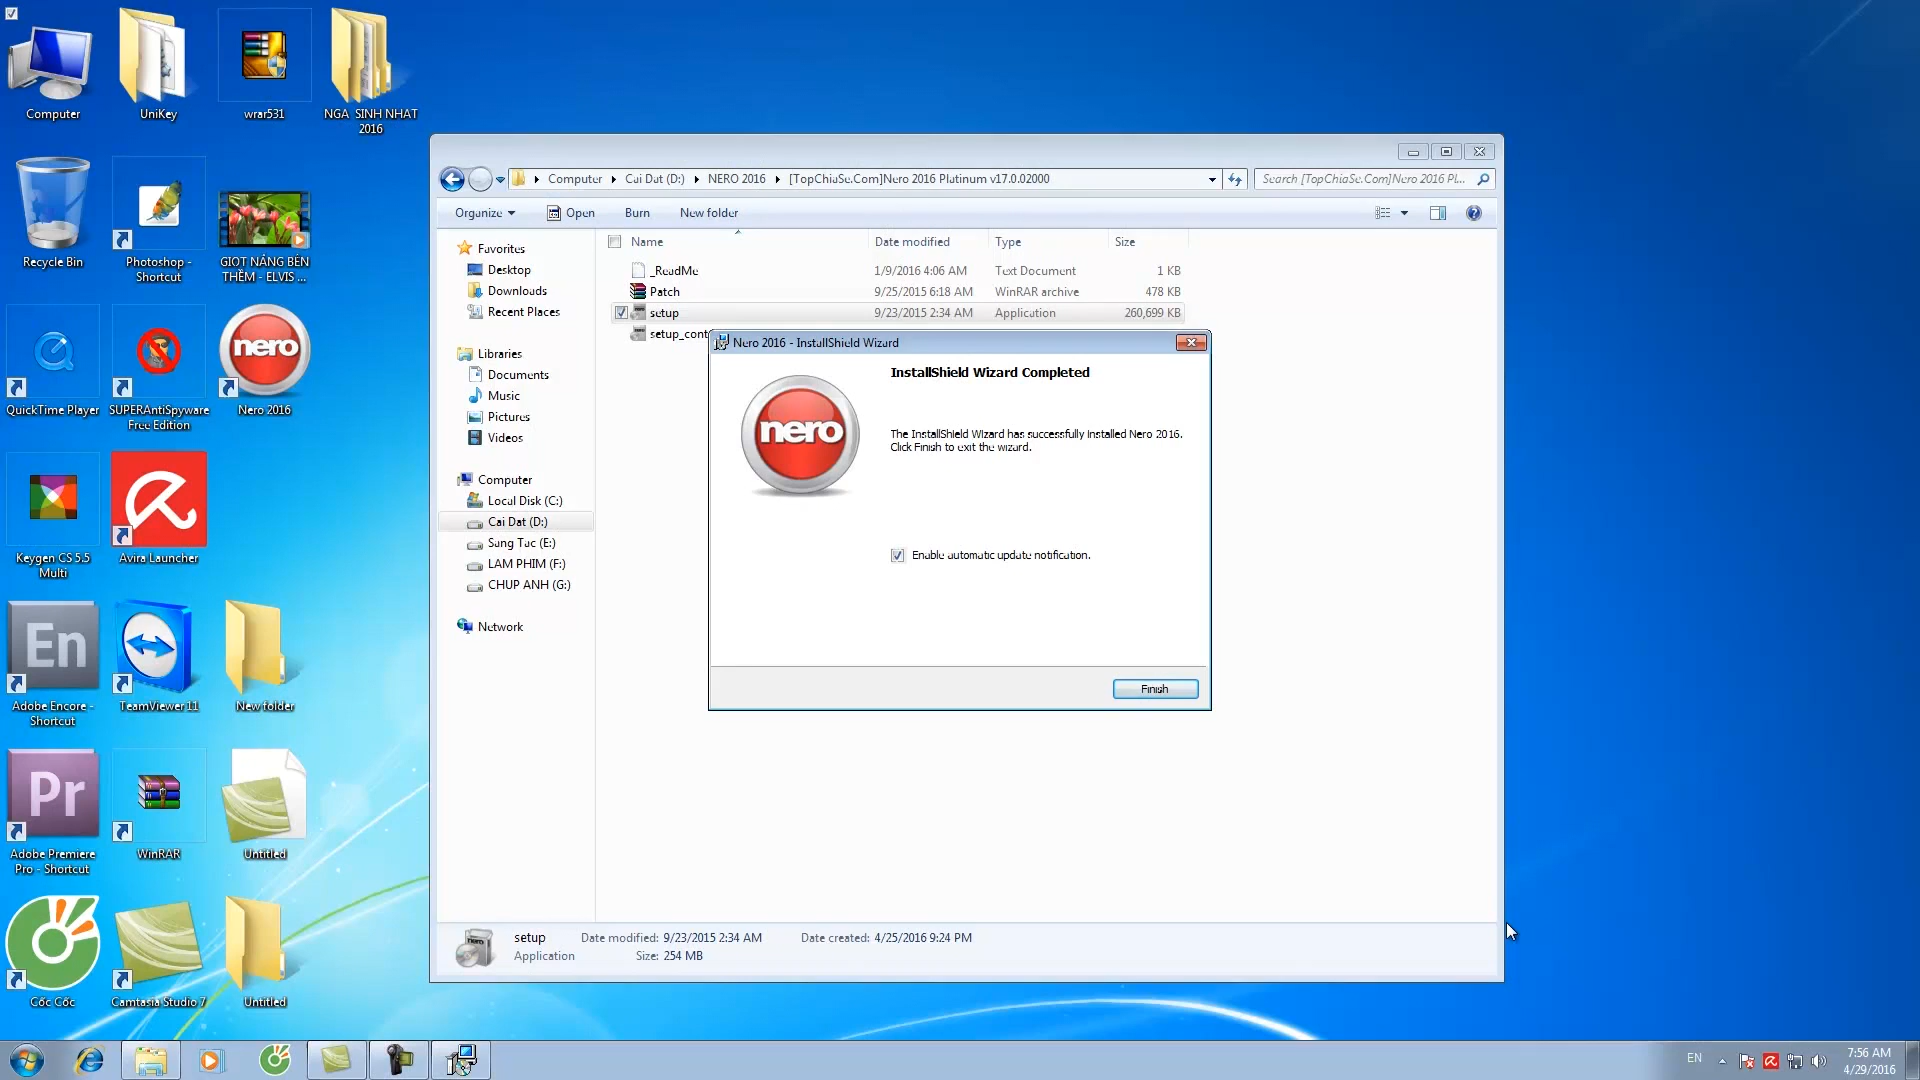 Computer
UniKey
wrar531
NGA SINH NHAT
2016
Recycle Bin
Photoshop -
Shortcut
GIOT NẮNG BÊN
THỀM - ELVIS ...
QuickTime Player
SUPERAntiSpyware
Free Edition
nero
Nero 2016
Keygen CS 5.5
Multi
Avira Launcher
En
Adobe Encore -
Shortcut
TeamViewer 11
New folder
Pr
Adobe Premiere
Pro - Shortcut
WinRAR
Untitled
Cốc Cốc
Camtasia Studio 7
Untitled
Computer
Cai Dat (D:)
NERO 2016
[TopChiaSe.Com]Nero 2016 Platinum v17.0.02000
Search [TopChiaSe.Com]Nero 2016 Pl...
Organize
Open
Burn
New folder
Favorites
Desktop
Downloads
Recent Places
Libraries
Documents
Music
Pictures
Videos
Computer
Local Disk (C:)
Cai Dat (D:)
Sang Tac (E:)
LAM PHIM (F:)
CHUP ANH (G:)
Network
Name Date modified Type Size
_ReadMe 1/9/2016 4:06 AM Text Document 1 KB
Patch 9/25/2015 6:18 AM WinRAR archive 478 KB
setup 9/23/2015 2:34 AM Application 260,699 KB
setup_cont
Nero 2016 - InstallShield Wizard
nero
InstallShield Wizard Completed
The InstallShield Wizard has successfully installed Nero 2016.
Click Finish to exit the wizard.
Enable automatic update notification.
Finish
setup Date modified: 9/23/2015 2:34 AM Date created: 4/25/2016 9:24 PM
Application Size: 254 MB
EN
7:56 AM
4/29/2016